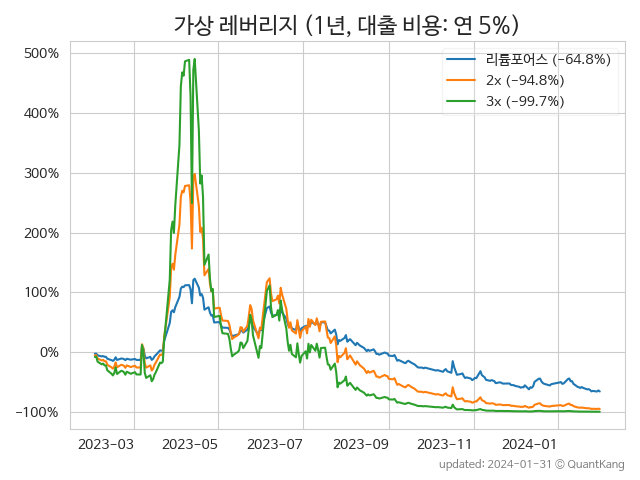 가상 레버리지 (1년, 대출 비용: 연 5%)
500%
400%
300%
200%
100%
0%
−100%
리튬포어스 (−64.8%)
2x (−94.8%)
3x (−99.7%)
2023-03
2023-05
2023-07
2023-09
2023-11
2024-01
updated: 2024-01-31 © QuantKang